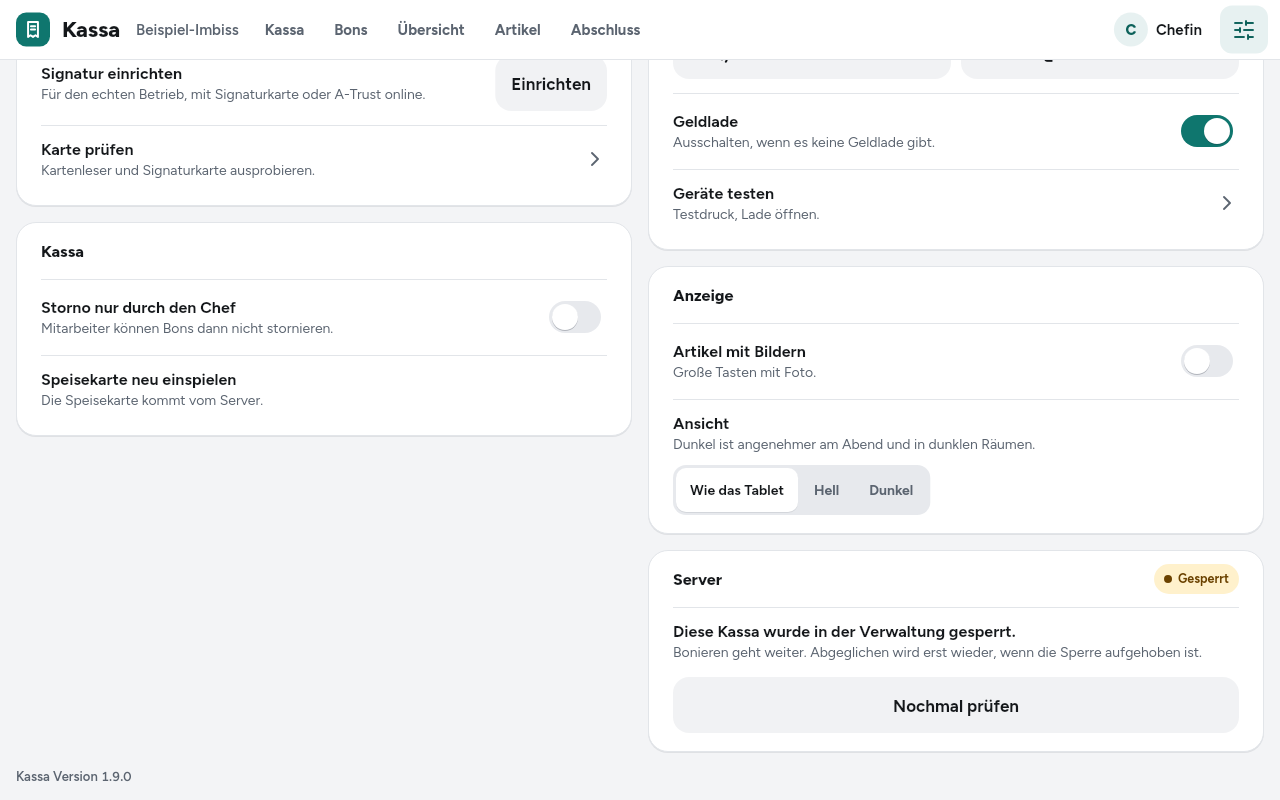 Kassa
Beispiel-Imbiss
Kassa
Bons
Übersicht
Artikel
Abschluss
C
Chefin
Signatur einrichten
Für den echten Betrieb, mit Signaturkarte oder A-Trust online.
Einrichten
Karte prüfen
Kartenleser und Signaturkarte ausprobieren.
Kassa
Storno nur durch den Chef
Mitarbeiter können Bons dann nicht stornieren.
Speisekarte neu einspielen
Die Speisekarte kommt vom Server.
Geldlade
Ausschalten, wenn es keine Geldlade gibt.
Geräte testen
Testdruck, Lade öffnen.
Anzeige
Artikel mit Bildern
Große Tasten mit Foto.
Ansicht
Dunkel ist angenehmer am Abend und in dunklen Räumen.
Wie das Tablet
Hell
Dunkel
Server
Gesperrt
Diese Kassa wurde in der Verwaltung gesperrt.
Bonieren geht weiter. Abgeglichen wird erst wieder, wenn die Sperre aufgehoben ist.
Nochmal prüfen
Kassa Version 1.9.0